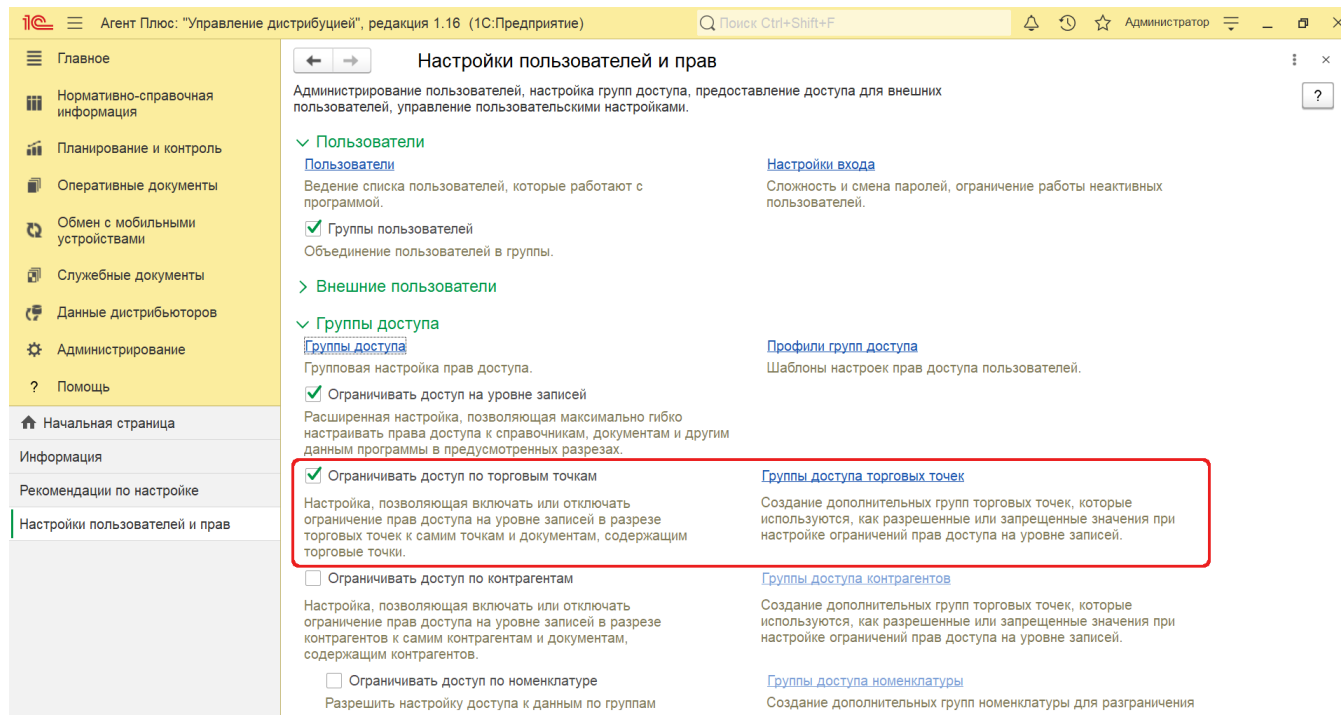 1С Агент Плюс: "Управление дистрибуцией", редакция 1.16 (1С:Предприятие) Поиск Ctrl+Shift+F Администратор
Главное
Нормативно-справочная
информация
Планирование и контроль
Оперативные документы
Обмен с мобильными
устройствами
Служебные документы
Данные дистрибьюторов
Администрирование
? Помощь
Начальная страница
Информация
Рекомендации по настройке
Настройки пользователей и прав
Настройки пользователей и прав
Администрирование пользователей, настройка групп доступа, предоставление доступа для внешних
пользователей, управление пользовательскими настройками.
?
Пользователи
Пользователи
Ведение списка пользователей, которые работают с
программой.
Настройки входа
Сложность и смена паролей, ограничение работы неактивных
пользователей.
Группы пользователей
Объединение пользователей в группы.
Внешние пользователи
Группы доступа
Группы доступа
Групповая настройка прав доступа.
Профили групп доступа
Шаблоны настроек прав доступа пользователей.
Ограничивать доступ на уровне записей
Расширенная настройка, позволяющая максимально гибко
настраивать права доступа к справочникам, документам и другим
данным программы в предусмотренных разрезах.
Ограничивать доступ по торговым точкам
Настройка, позволяющая включать или отключать
ограничение прав доступа на уровне записей в разрезе
торговых точек к самим точкам и документам, содержащим
торговые точки.
Группы доступа торговых точек
Создание дополнительных групп торговых точек, которые
используются, как разрешенные или запрещенные значения при
настройке ограничений прав доступа на уровне записей.
Ограничивать доступ по контрагентам
Настройка, позволяющая включать или отключать
ограничение прав доступа на уровне записей в разрезе
контрагентов к самим контрагентам и документам,
содержащим контрагентов.
Группы доступа контрагентов
Создание дополнительных групп торговых точек, которые
используются, как разрешенные или запрещенные значения при
настройке ограничений прав доступа на уровне записей.
Ограничивать доступ по номенклатуре
Разрешить настройку доступа к данным по группам
Группы доступа номенклатуры
Создание дополнительных групп номенклатуры для разграничения